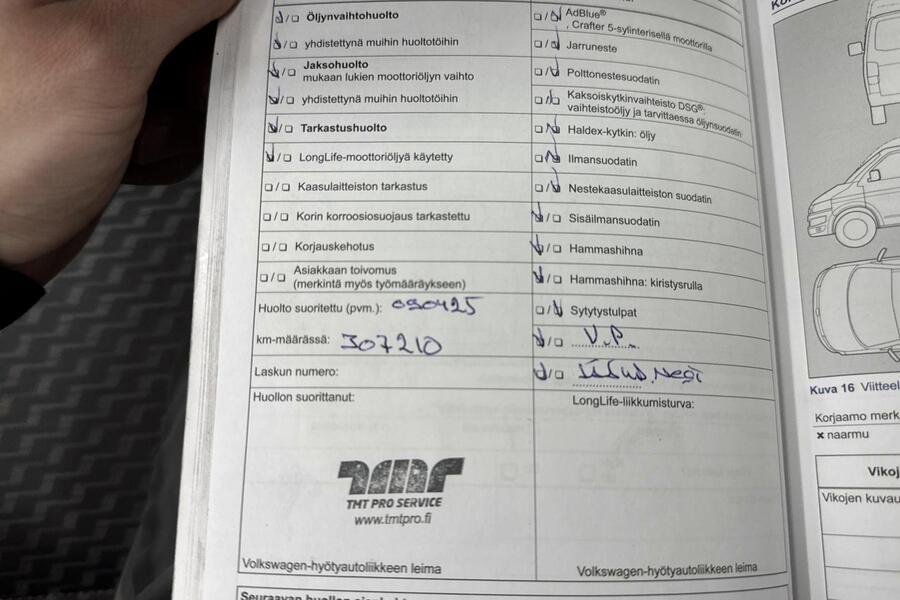 Öljynvaihtohuolto
yhdistettynä muihin huoltotöihin
Jaksohuolto
mukaan lukien moottoriöljyn vaihto
yhdistettynä muihin huoltotöihin
Tarkastushuolto
LongLife-moottoriöljyä käytetty
Kaasulaitteiston tarkastus
Korin korroosiosuojaus tarkastettu
Korjauskehotus
Asiakkaan toivomus
(merkintä myös työmääräykseen)
Huolto suoritettu (pvm.): 090425
km-määrässä: 307210
Laskun numero:
Huollon suorittanut:
TMT PRO SERVICE
www.tmtpro.fi
Volkswagen-hyötyautoliikkeen leima
AdBlue®
, Crafter 5-sylinterisellä moottorilla
Jarruneste
Polttonestesuodatin
Kaksoiskytkinvaihteisto DSG®:
vaihteistoöljy ja tarvittaessa öljynsuodatin
Haldex-kytkin: öljy
Ilmansuodatin
Nestekaasulaitteiston suodatin
Sisäilmansuodatin
Hammashihna
Hammashihna: kiristysrulla
Sytytystulpat
V.P.
LongLife-liikkumisturva:
Volkswagen-hyötyautoliikkeen leima
Kuva 16 Viitteel
Korjaamo merk
× naarmu
Vikoj
Vikojen kuvau